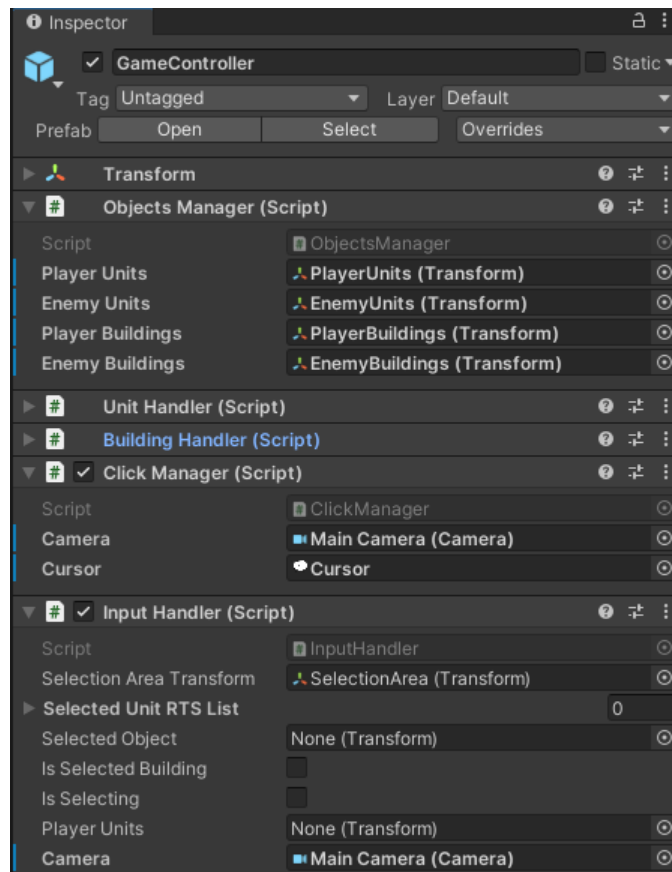 Inspector
GameController Static
Tag Untagged Layer Default
Prefab Open Select Overrides
Transform
# Objects Manager (Script)
Script ObjectsManager
Player Units PlayerUnits (Transform)
Enemy Units EnemyUnits (Transform)
Player Buildings PlayerBuildings (Transform)
Enemy Buildings EnemyBuildings (Transform)
# Unit Handler (Script)
# Building Handler (Script)
# Click Manager (Script)
Script ClickManager
Camera Main Camera (Camera)
Cursor Cursor
# Input Handler (Script)
Script InputHandler
Selection Area Transform SelectionArea (Transform)
Selected Unit RTS List 0
Selected Object None (Transform)
Is Selected Building
Is Selecting
Player Units None (Transform)
Camera Main Camera (Camera)